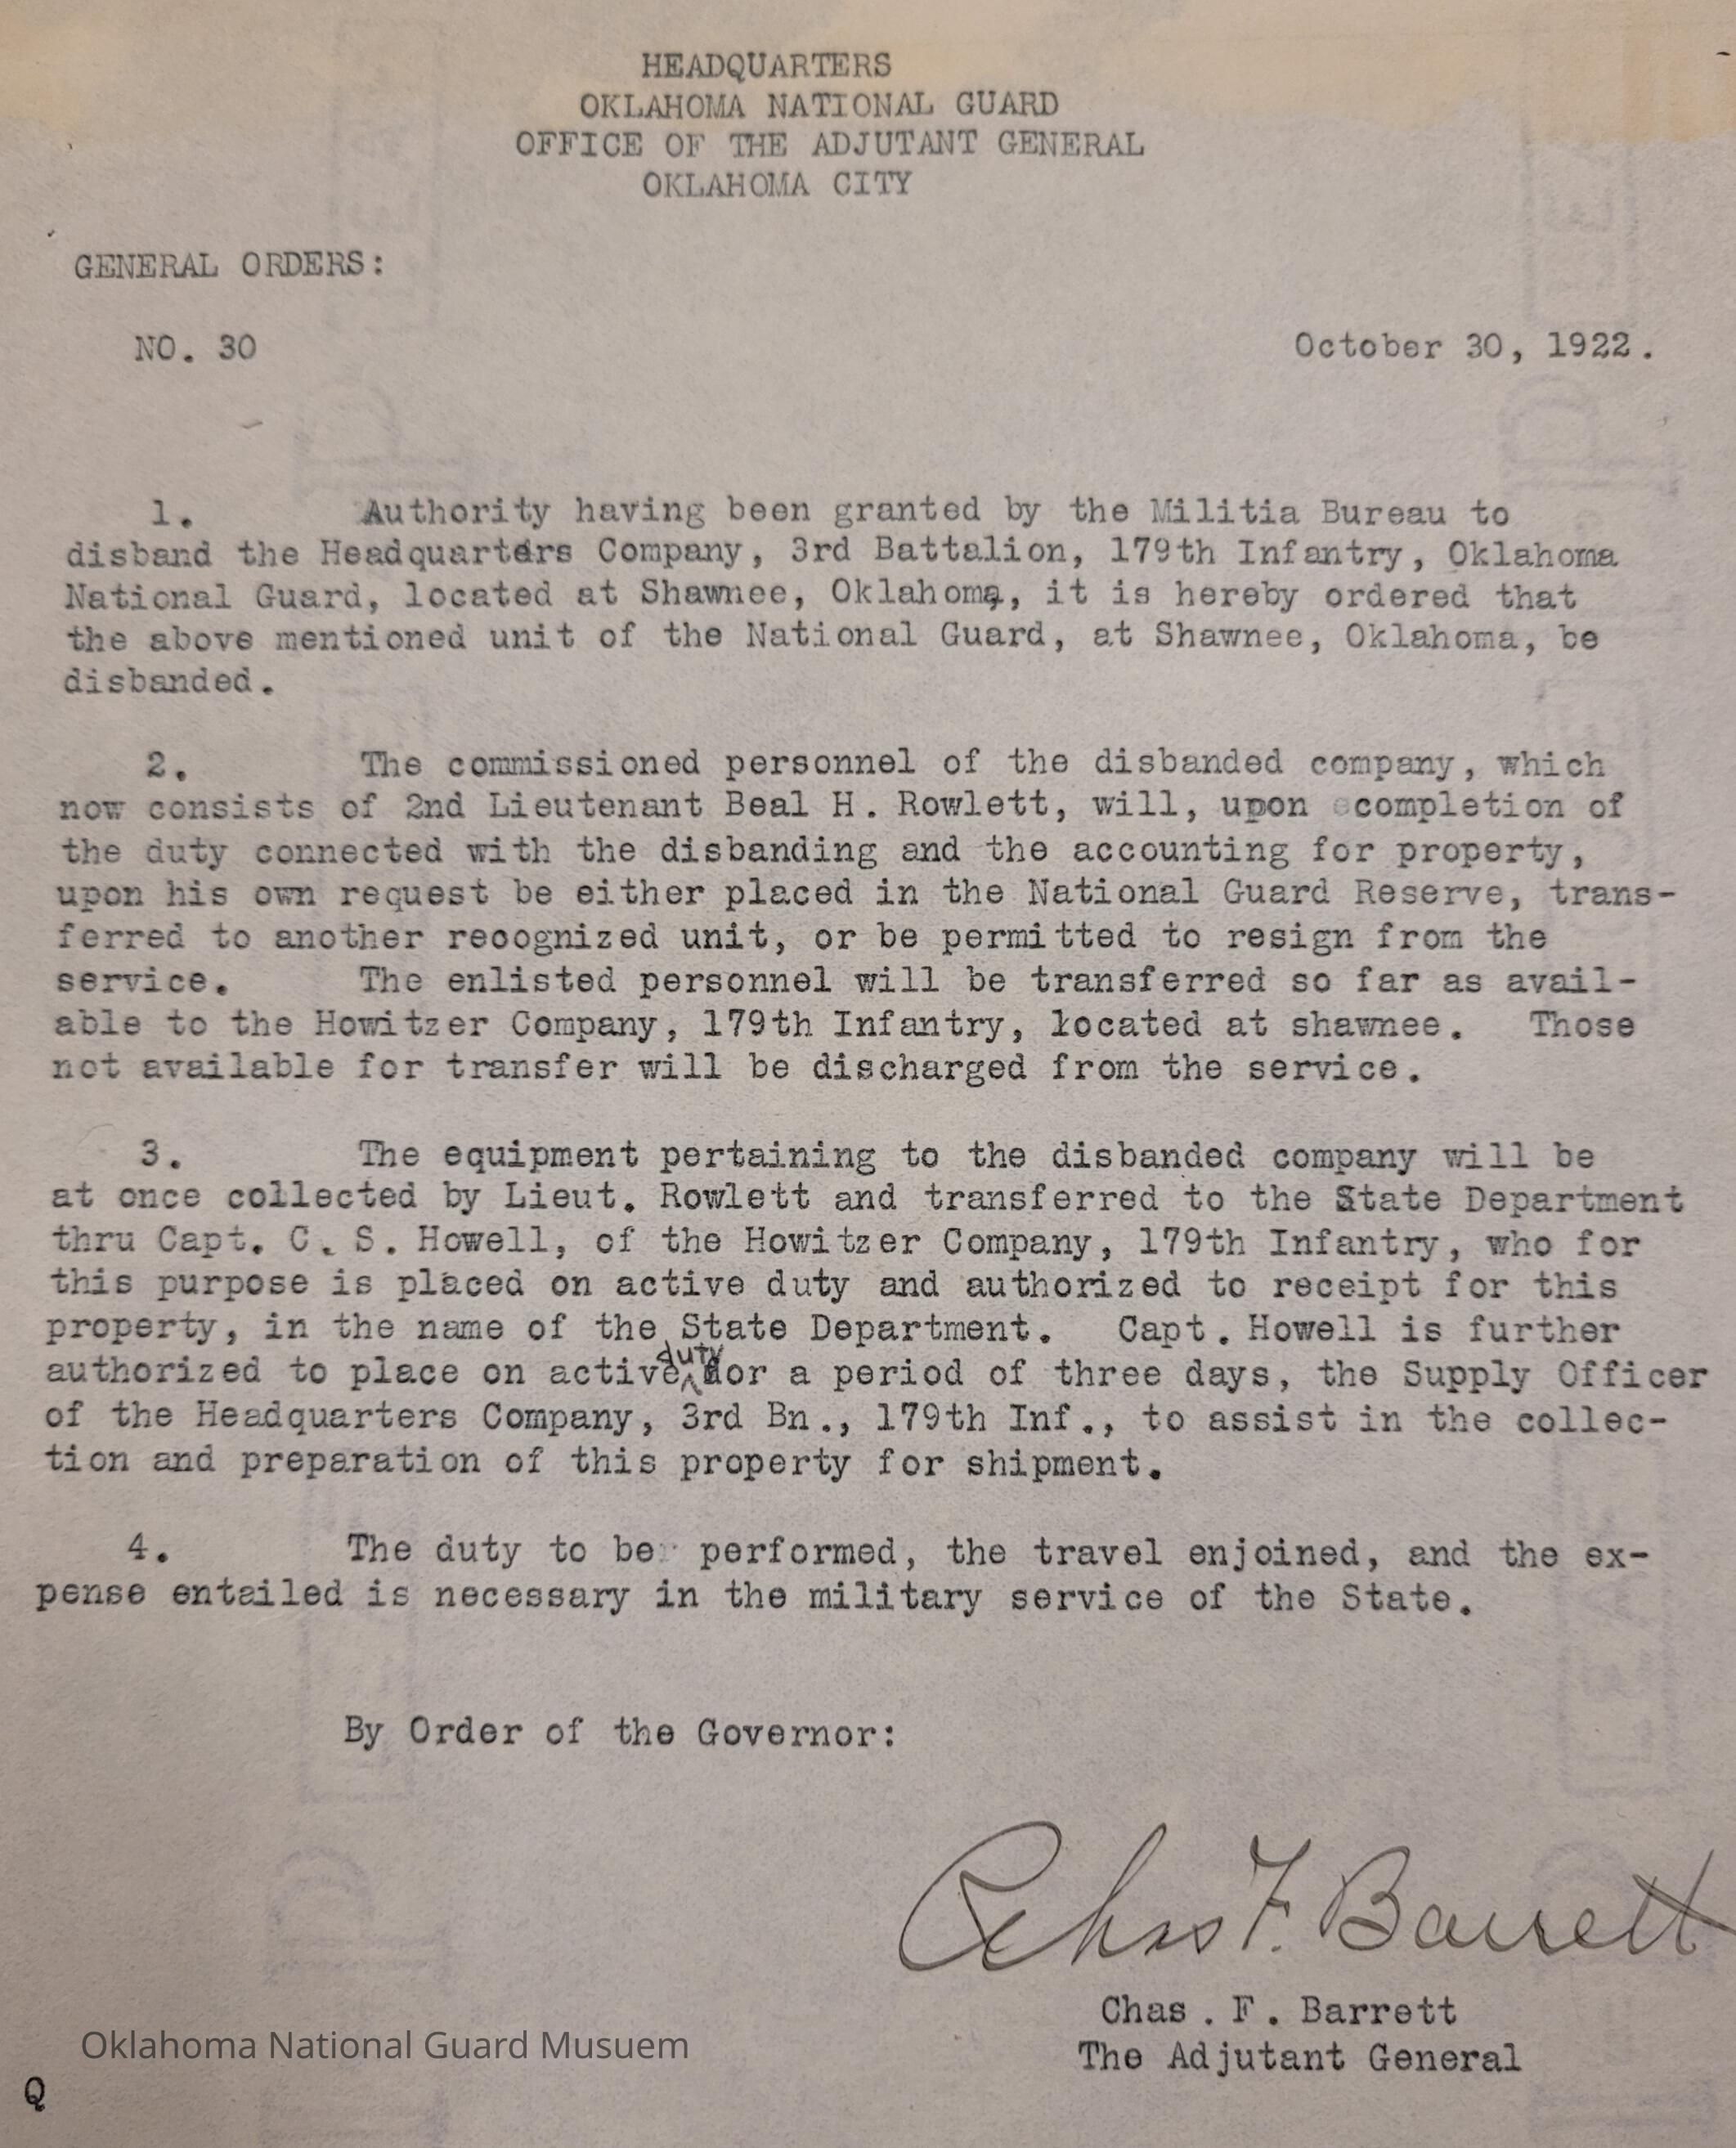 HEADQUARTERS
OKLAHOMA NATIONAL GUARD
OFFICE OF THE ADJUTANT GENERAL
OKLAHOMA CITY
GENERAL ORDERS:
NO. 30 October 30, 1922.
1. Authority having been granted by the Militia Bureau to
disband the Headquarters Company, 3rd Battalion, 179th Infantry, Oklahoma
National Guard, located at Shawnee, Oklahoma, it is hereby ordered that
the above mentioned unit of the National Guard, at Shawnee, Oklahoma, be
disbanded.
2. The commissioned personnel of the disbanded company, which
now consists of 2nd Lieutenant Beal H. Rowlett, will, upon completion of
the duty connected with the disbanding and the accounting for property,
upon his own request be either placed in the National Guard Reserve, trans-
ferred to another recognized unit, or be permitted to resign from the
service. The enlisted personnel will be transferred so far as avail-
able to the Howitzer Company, 179th Infantry, located at shawnee. Those
not available for transfer will be discharged from the service.
3. The equipment pertaining to the disbanded company will be
at once collected by Lieut. Rowlett and transferred to the State Department
thru Capt. C. S. Howell, of the Howitzer Company, 179th Infantry, who for
this purpose is placed on active duty and authorized to receipt for this
property, in the name of the State Department. Capt. Howell is further
authorized to place on active duty for a period of three days, the Supply Officer
of the Headquarters Company, 3rd Bn., 179th Inf., to assist in the collec-
tion and preparation of this property for shipment.
4. The duty to be performed, the travel enjoined, and the ex-
pense entailed is necessary in the military service of the State.
By Order of the Governor:
Chas F. Barrett
Chas. F. Barrett
The Adjutant General
Oklahoma National Guard Musuem
Q